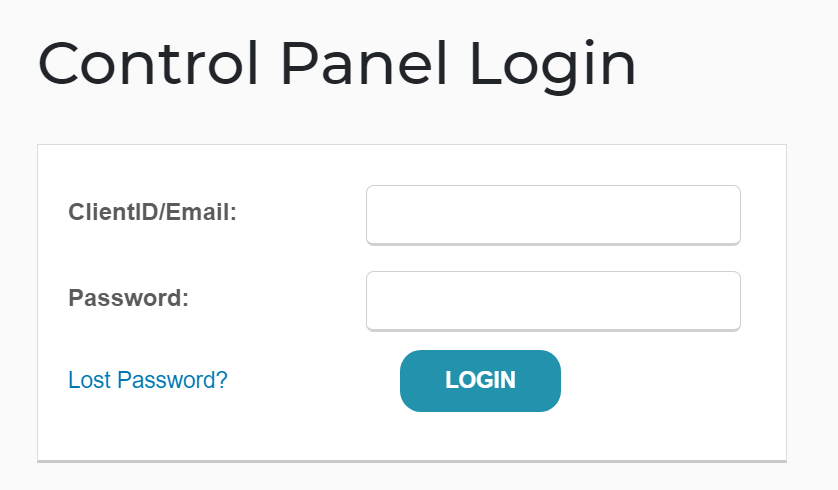 Control Panel Login
ClientID/Email:
Password:
Lost Password? LOGIN